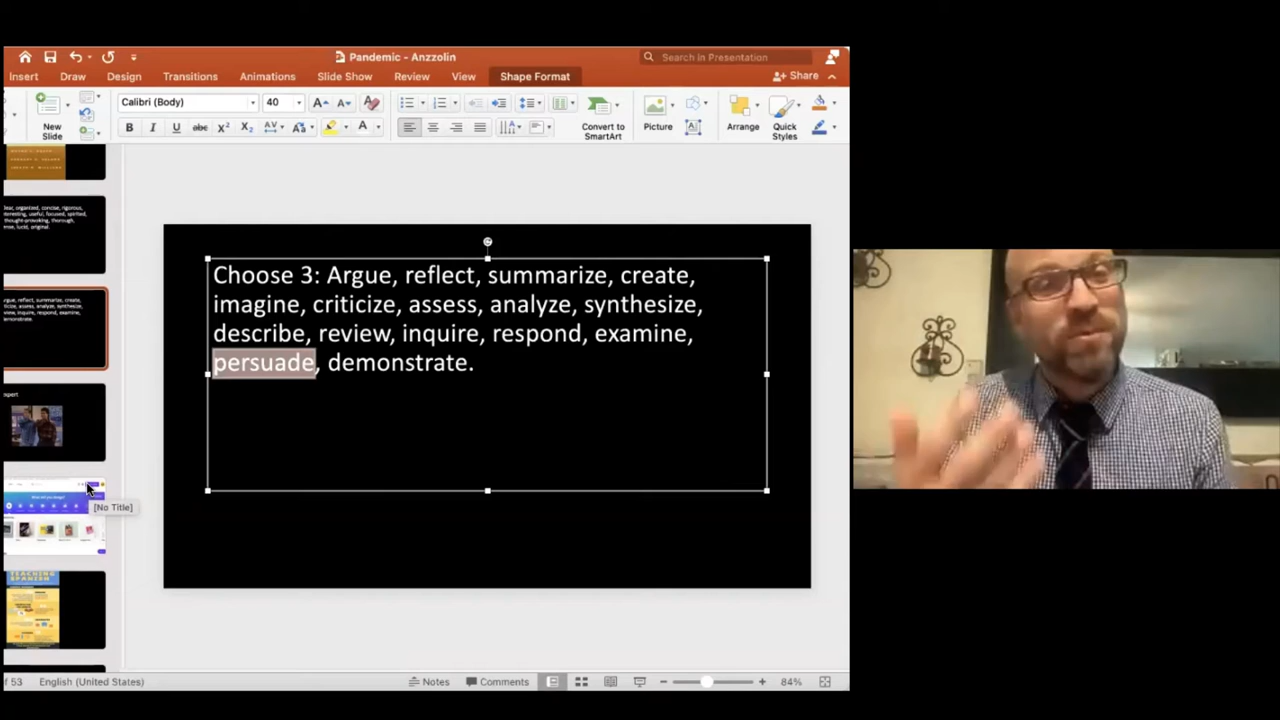 Pandemic - Anzzolin
Search in Presentation
Insert Draw Design Transitions Animations Slide Show Review View Shape Format
Share
Calibri (Body) 40
New
Slide
Convert to
SmartArt
Picture
Arrange
Quick
Styles
Choose 3: Argue, reflect, summarize, create,
imagine, criticize, assess, analyze, synthesize,
describe, review, inquire, respond, examine,
persuade, demonstrate.
[No Title]
TEACHING
SPANISH
of 53 English (United States) Notes Comments 84%